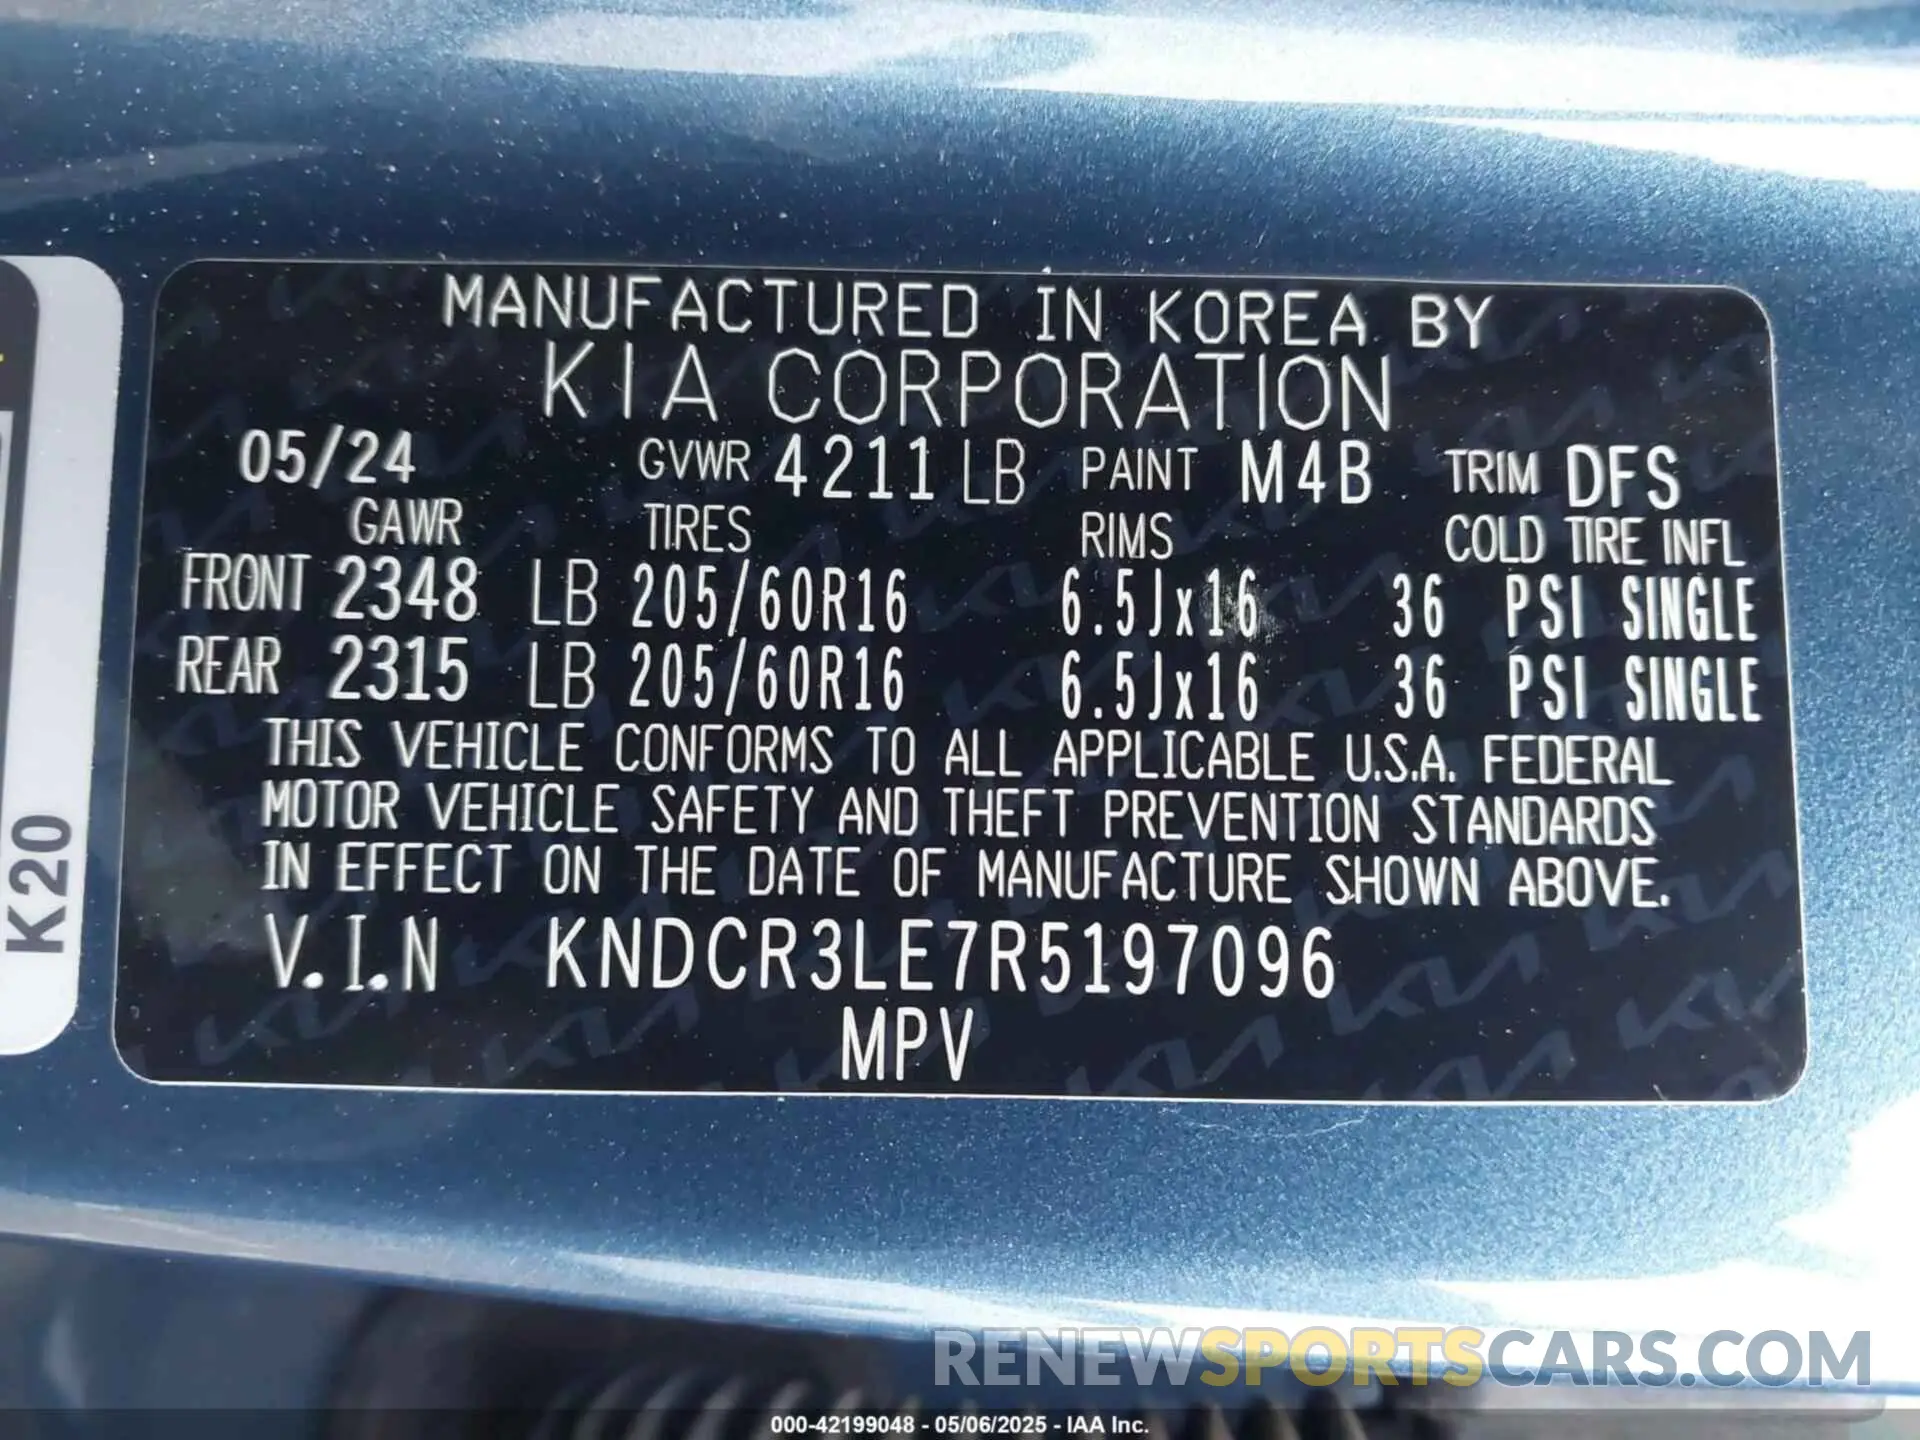 MANUFACTURED IN KOREA BY
KIA CORPORATION
05/24 GVWR 4211 LB PAINT M4B TRIM DFS
GAWR TIRES RIMS COLD TIRE INFL
FRONT 2348 LB 205/60R16 6.5Jx16 36 PSI SINGLE
REAR 2315 LB 205/60R16 6.5Jx16 36 PSI SINGLE
THIS VEHICLE CONFORMS TO ALL APPLICABLE U.S.A. FEDERAL
MOTOR VEHICLE SAFETY AND THEFT PREVENTION STANDARDS
IN EFFECT ON THE DATE OF MANUFACTURE SHOWN ABOVE.
V.I.N KNDCR3LE7R5197096
MPV
K20
RENEWSPORTSCARS.COM
000-42199048 - 05/06/2025 - IAA Inc.